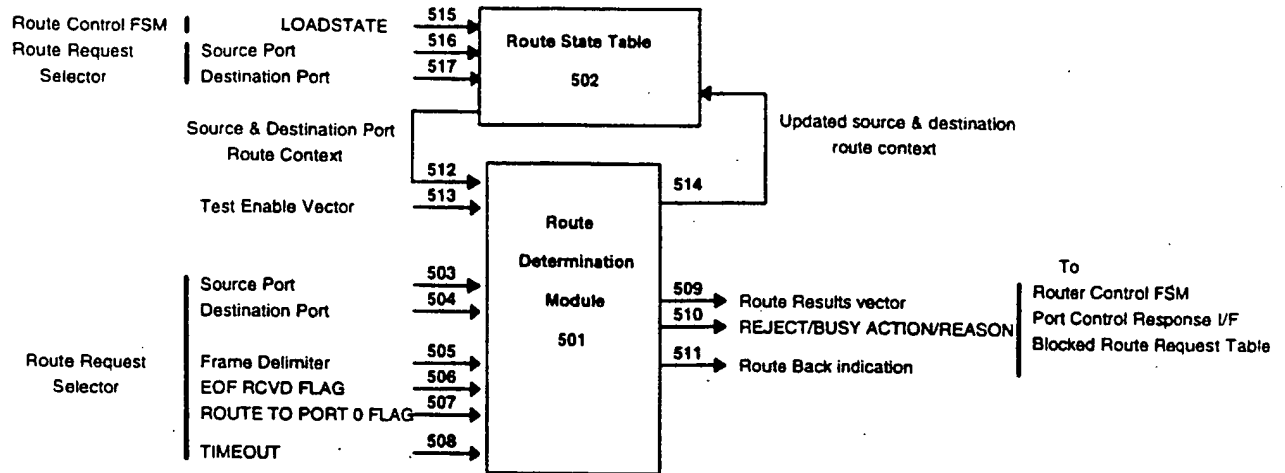 Route Control FSM LOADSTATE 515
Route Request Selector
Source Port 516
Destination Port 517
Route State Table
502
Source & Destination Port
Route Context
512
Updated source & destination
route context
514
Test Enable Vector 513
Route
Determination
Module
501
Route Request
Selector
Source Port 503
Destination Port 504
Frame Delimiter 505
EOF RCVD FLAG 506
ROUTE TO PORT 0 FLAG 507
TIMEOUT 508
509 Route Results vector
510 REJECT/BUSY ACTION/REASON
511 Route Back indication
To
Router Control FSM
Port Control Response I/F
Blocked Route Request Table